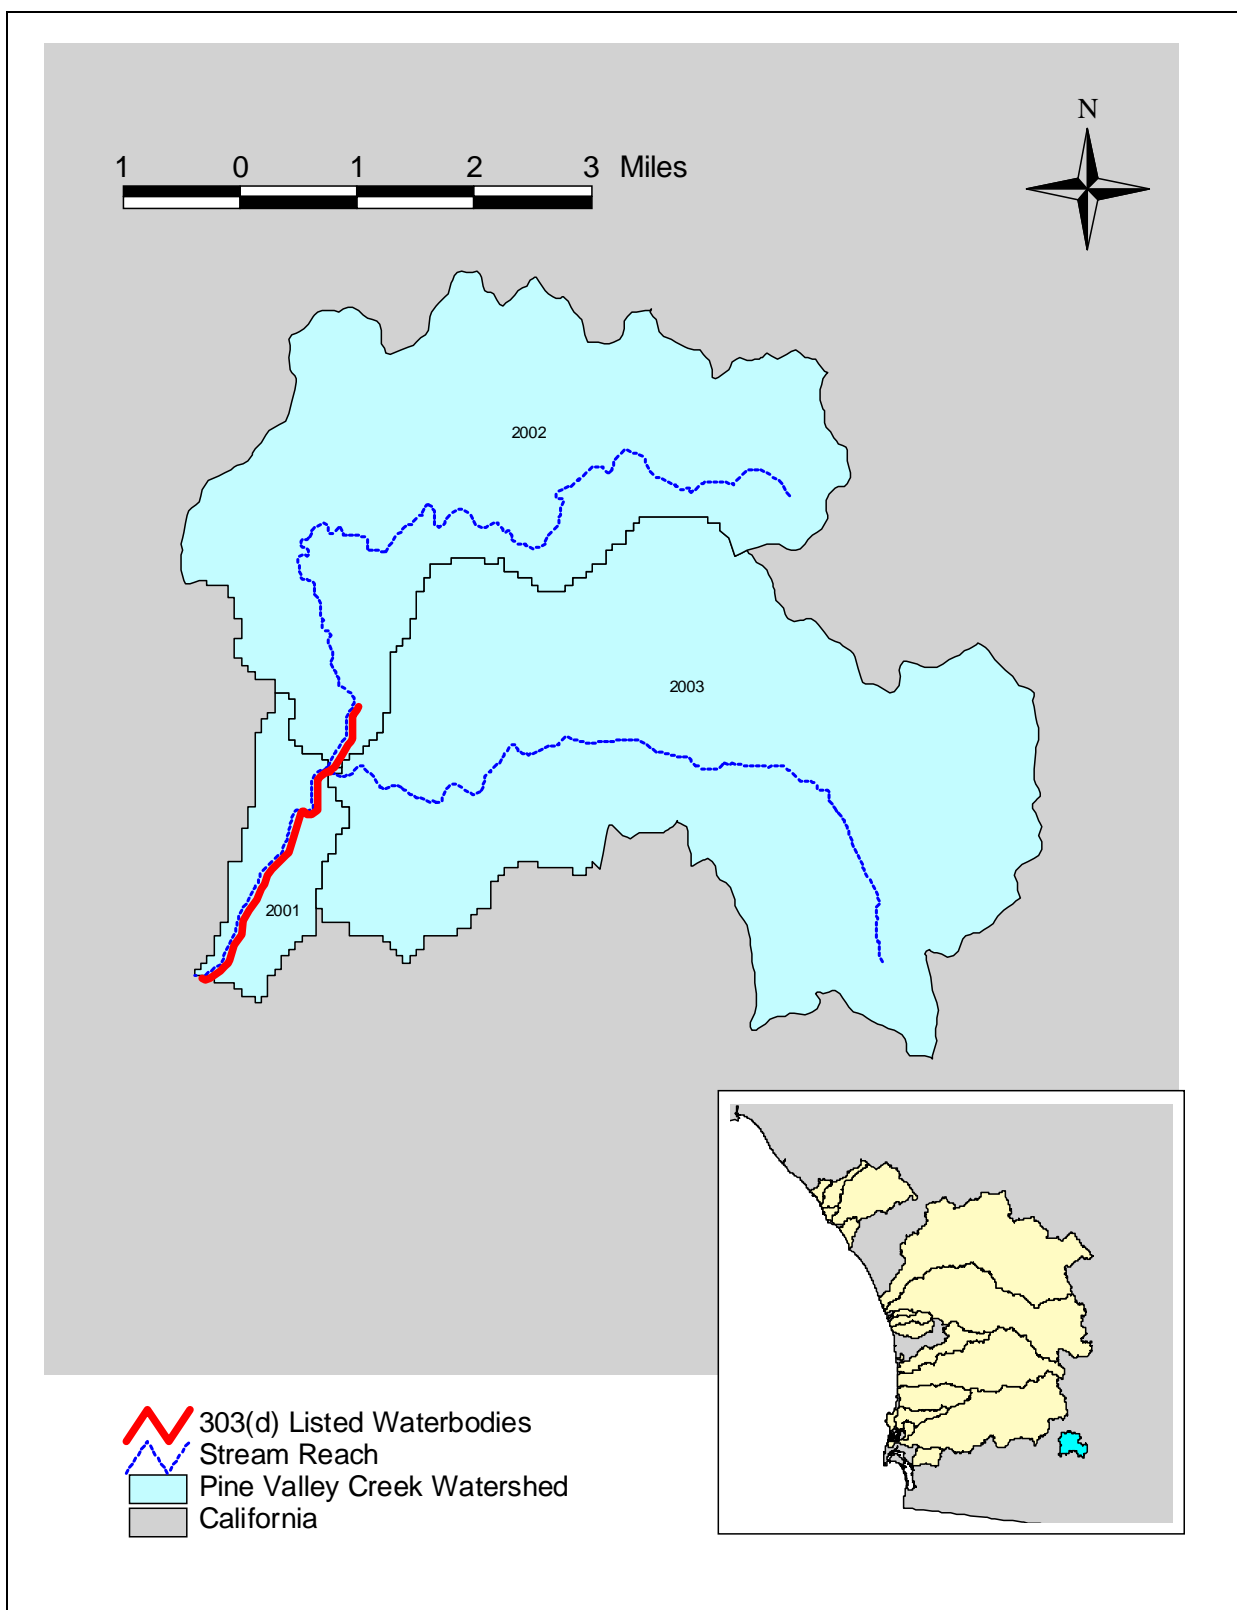 N
1 0 1 2 3 Miles
2002
2003
2001
303(d) Listed Waterbodies
Stream Reach
Pine Valley Creek Watershed
California